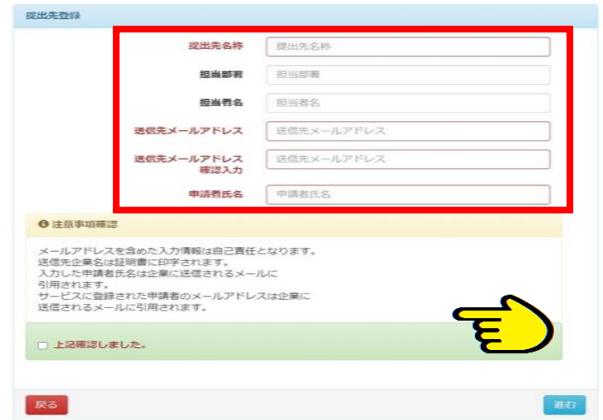 提出先登録
提出先名称 提出先名称
担当部署 担当部署
担当者名 担当者名
送信先メールアドレス 送信先メールアドレス
送信先メールアドレス 送信先メールアドレス
確認入力
申請者氏名 申請者氏名
注意事項確認
メールアドレスを含めた入力情報は自己責任となります。
送信先企業名は証明書に印字されます。
入力した申請者氏名は企業に送信されるメールに
引用されます。
サービスに登録された申請者のメールアドレスは企業に
送信されるメールに引用されます。
上記確認しました。
戻る 進む